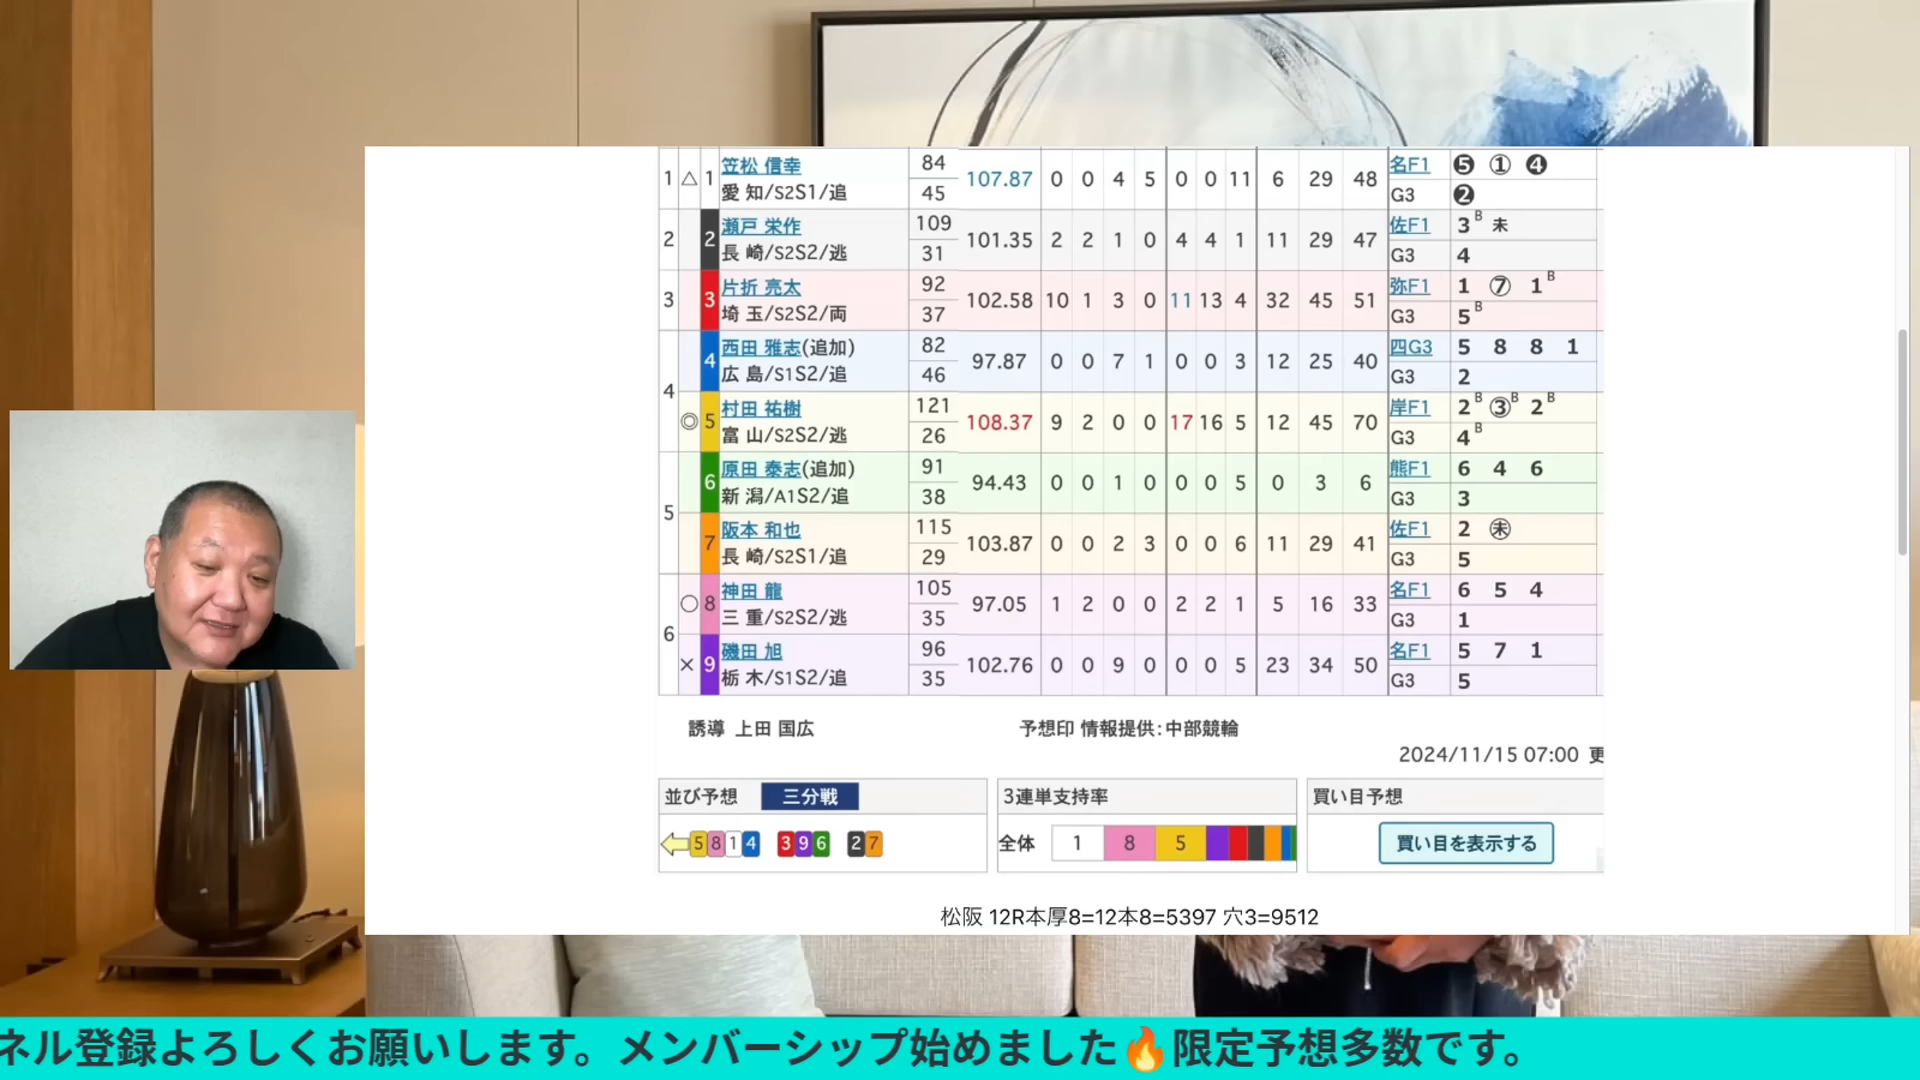 1 △ 1 笠松 信幸 84 107.87 0 0 4 5 0 0 11 6 29 48 名F1 ❺ ① ❹
愛 知/S2S1/追 45 G3 ❷
2 2 瀬戸 栄作 109 101.35 2 2 1 0 4 4 1 11 29 47 佐F1 3B 未
長 崎/S2S2/逃 31 G3 4
3 3 片折 亮太 92 102.58 10 1 3 0 11 13 4 32 45 51 弥F1 1 ⑦ 1B
埼 玉/S2S2/両 37 G3 5B
4 4 西田 雅志(追加) 82 97.87 0 0 7 1 0 0 3 12 25 40 四G3 5 8 8 1
広 島/S1S2/追 46 G3 2
◎ 5 村田 祐樹 121 108.37 9 2 0 0 17 16 5 12 45 70 岸F1 2B ③B 2B
富 山/S2S2/逃 26 G3 4B
5 6 原田 泰志(追加) 91 94.43 0 0 1 0 0 0 5 0 3 6 熊F1 6 4 6
新 潟/A1S2/追 38 G3 3
7 阪本 和也 115 103.87 0 0 2 3 0 0 6 11 29 41 佐F1 2 未
長 崎/S2S1/追 29 G3 5
6 ○ 8 神田 龍 105 97.05 1 2 0 0 2 2 1 5 16 33 名F1 6 5 4
三 重/S2S2/逃 35 G3 1
× 9 磯田 旭 96 102.76 0 0 9 0 0 0 5 23 34 50 名F1 5 7 1
栃 木/S1S2/追 35 G3 5
誘導 上田 国広 予想印 情報提供:中部競輪
2024/11/15 07:00 更
並び予想 三分戦 3連単支持率 買い目予想
5 8 1 4 3 9 6 2 7 全体 1 8 5 買い目を表示する
松阪 12R本厚8=12本8=5397 穴3=9512
ネル登録よろしくお願いします。メンバーシップ始めました🔥限定予想多数です。